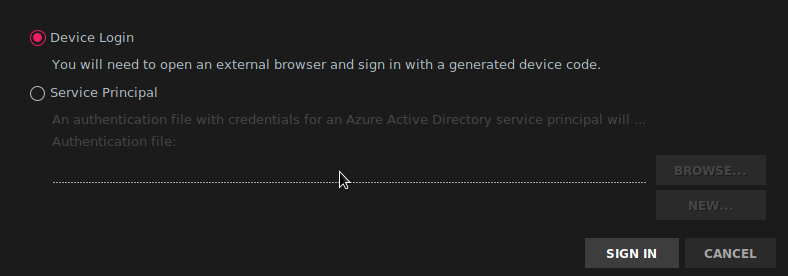 Device Login
You will need to open an external browser and sign in with a generated device code.
Service Principal
An authentication file with credentials for an Azure Active Directory service principal will ...
Authentication file:
BROWSE...
NEW...
SIGN IN CANCEL